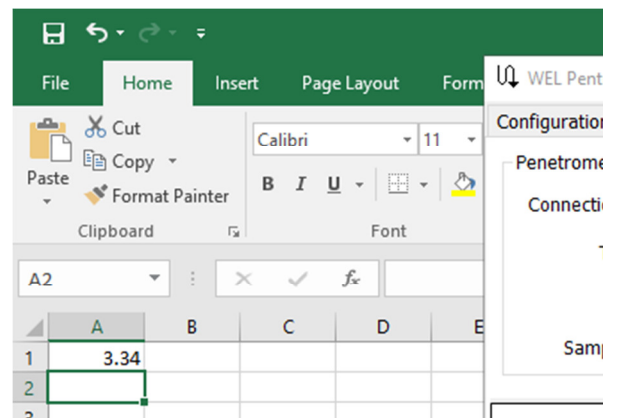 File Home Insert Page Layout Form
WEL Pent
Configuration
Cut
Calibri 11
Penetrome
Copy
Paste
Connecti
Format Painter
B I U
Clipboard Font
A2 fx
A B C D E
1 3.34
Samp
2